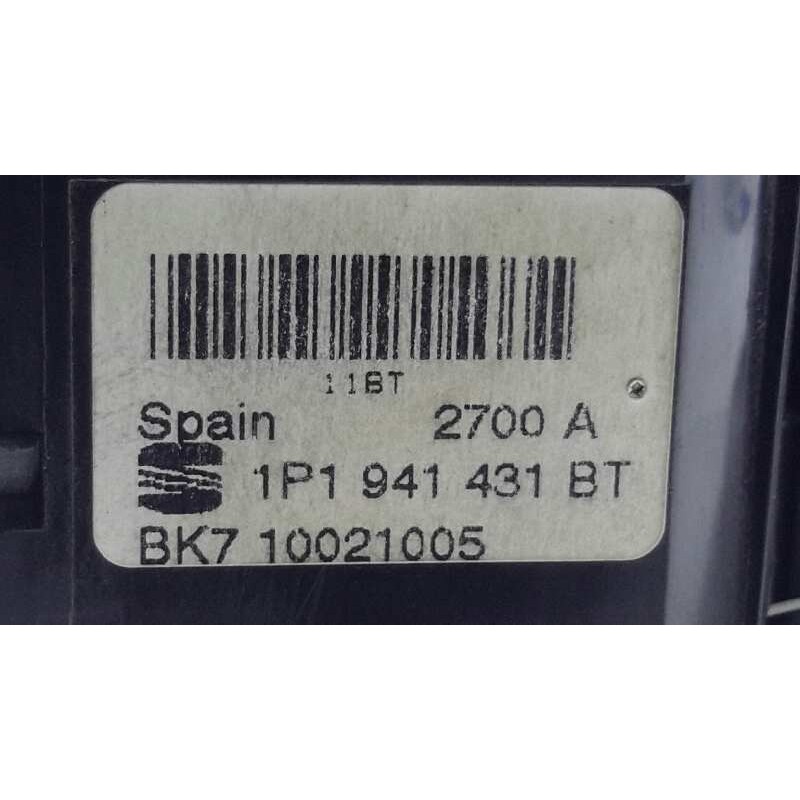 11BT
Spain 2700 A
1P1 941 431 BT
BK7 10021005